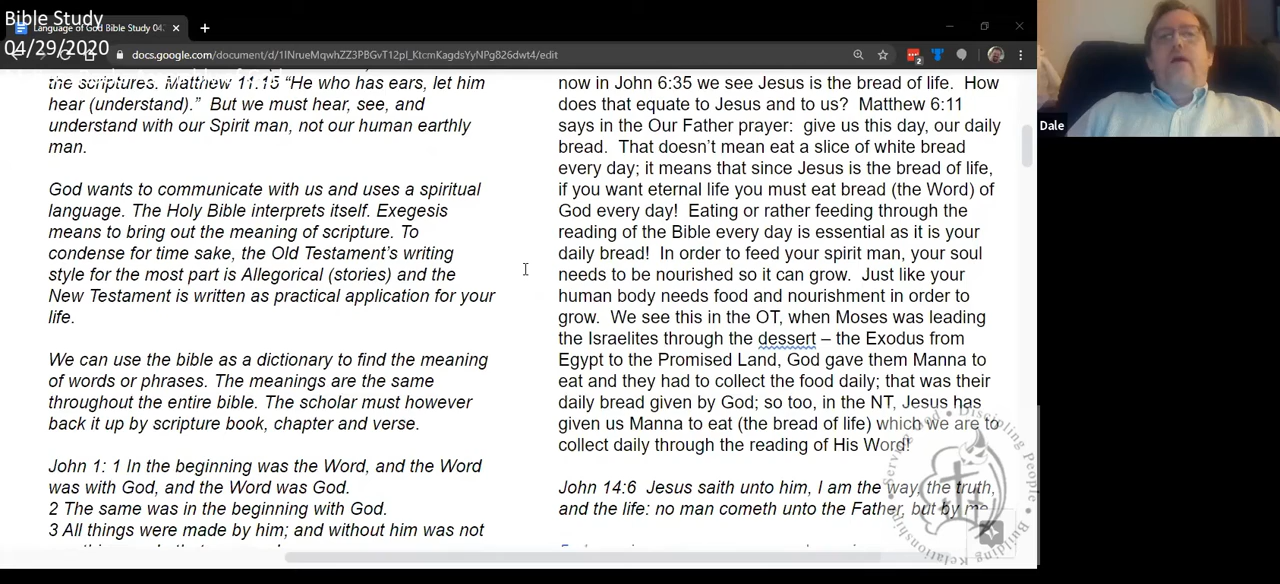 Bible Study
04/29/2020
Language of God Bible Study 04
docs.google.com/document/d/1INrueMqwhZZ3PBGvT12pl_KtcmKagdsYyNPg826dwt4/edit
2
Dale
the scriptures. Matthew 11:15 “He who has ears, let him
hear (understand).”  But we must hear, see, and
understand with our Spirit man, not our human earthly
man.
God wants to communicate with us and uses a spiritual
language. The Holy Bible interprets itself. Exegesis
means to bring out the meaning of scripture. To
condense for time sake, the Old Testament’s writing
style for the most part is Allegorical (stories) and the
New Testament is written as practical application for your
life.
We can use the bible as a dictionary to find the meaning
of words or phrases. The meanings are the same
throughout the entire bible. The scholar must however
back it up by scripture book, chapter and verse.
John 1: 1 In the beginning was the Word, and the Word
was with God, and the Word was God.
2 The same was in the beginning with God.
3 All things were made by him; and without him was not
now in John 6:35 we see Jesus is the bread of life.  How
does that equate to Jesus and to us?  Matthew 6:11
says in the Our Father prayer:  give us this day, our daily
bread.  That doesn’t mean eat a slice of white bread
every day; it means that since Jesus is the bread of life,
if you want eternal life you must eat bread (the Word) of
God every day!  Eating or rather feeding through the
reading of the Bible every day is essential as it is your
daily bread!  In order to feed your spirit man, your soul
needs to be nourished so it can grow.  Just like your
human body needs food and nourishment in order to
grow.  We see this in the OT, when Moses was leading
the Israelites through the dessert – the Exodus from
Egypt to the Promised Land, God gave them Manna to
eat and they had to collect the food daily; that was their
daily bread given by God; so too, in the NT, Jesus has
given us Manna to eat (the bread of life) which we are to
collect daily through the reading of His Word!
John 14:6  Jesus saith unto him, I am the way, the truth,
and the life: no man cometh unto the Father, but by me.
Serving God • Discipling People • Building Relationships •